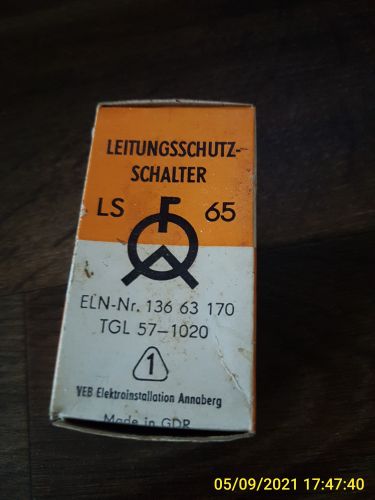 LEITUNGSSCHUTZ-
SCHALTER
LS 65
ELN-Nr. 136 63 170
TGL 57-1020
1
VEB Elektroinstallation Annaberg
Made in GDR
05/09/2021 17:47:40